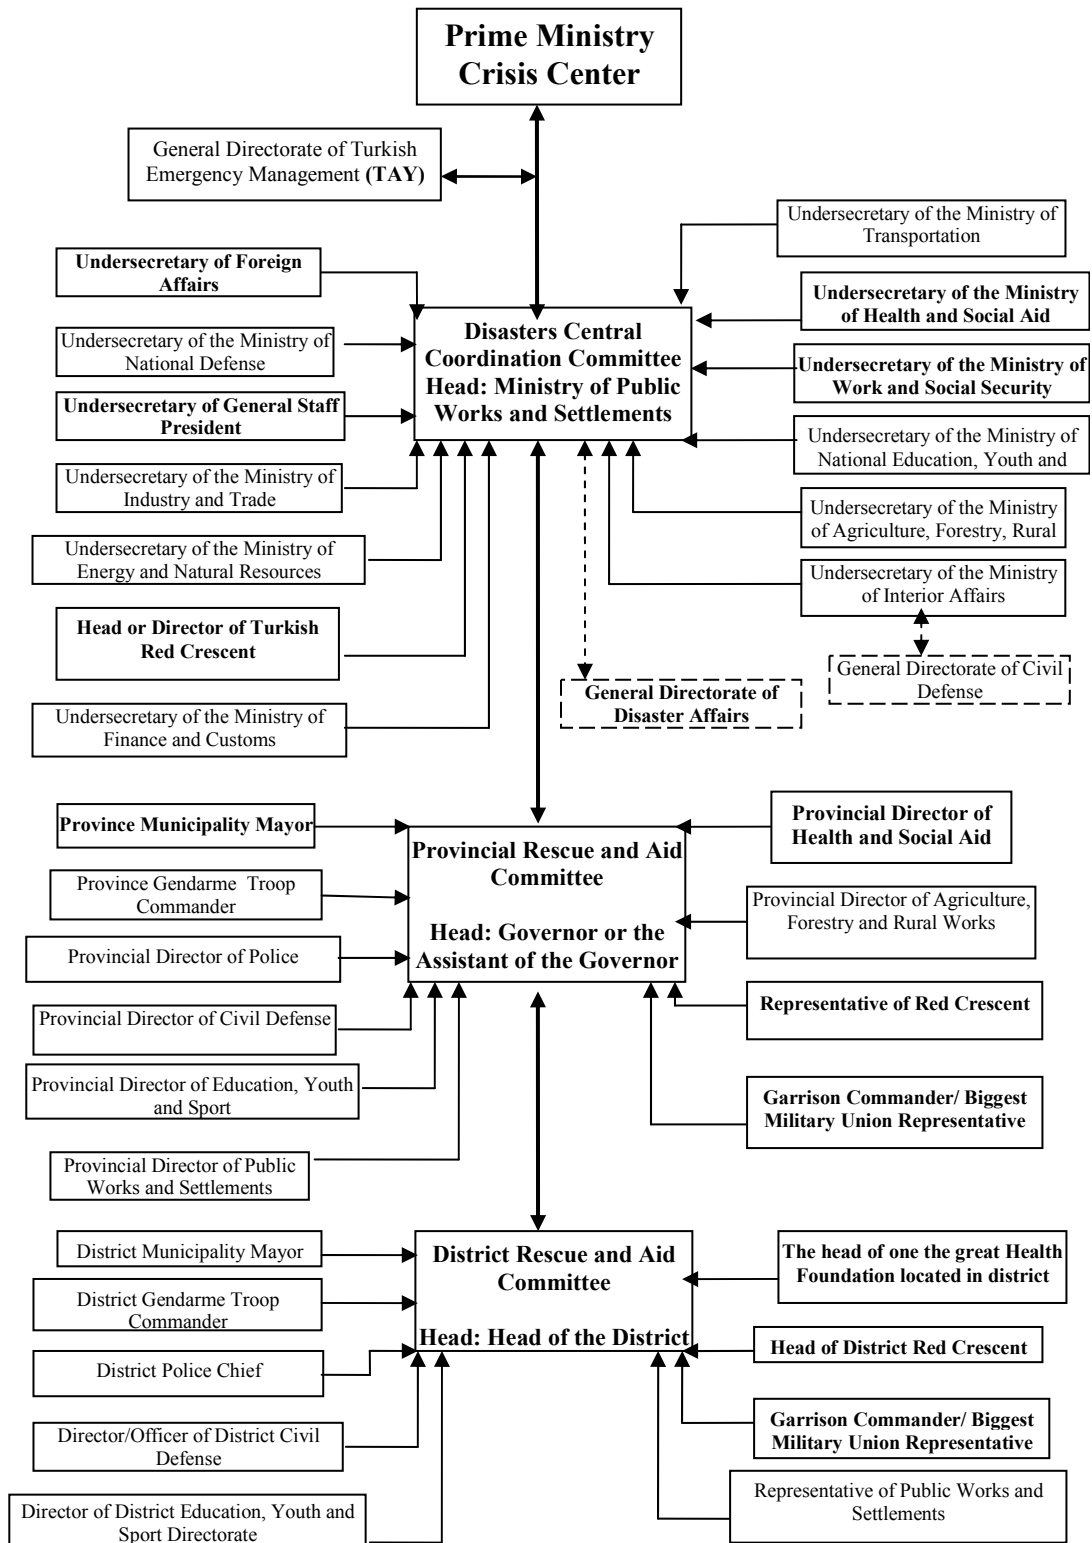 Prime Ministry
Crisis Center
General Directorate of Turkish
Emergency Management (TAY)
Undersecretary of the Ministry of
Transportation
Undersecretary of Foreign
Affairs
Undersecretary of the Ministry
of Health and Social Aid
Disasters Central
Coordination Committee
Head: Ministry of Public
Works and Settlements
Undersecretary of the Ministry of
National Defense
Undersecretary of the Ministry of
Work and Social Security
Undersecretary of General Staff
President
Undersecretary of the Ministry of
National Education, Youth and
Undersecretary of the Ministry of
Industry and Trade
Undersecretary of the Ministry
of Agriculture, Forestry, Rural
Undersecretary of the Ministry of
Energy and Natural Resources
Undersecretary of the Ministry
of Interior Affairs
Head or Director of Turkish
Red Crescent
General Directorate of Civil
Defense
General Directorate of
Disaster Affairs
Undersecretary of the Ministry of
Finance and Customs
Province Municipality Mayor
Provincial Director of
Health and Social Aid
Provincial Rescue and Aid
Committee
Head: Governor or the
Assistant of the Governor
Province Gendarme Troop
Commander
Provincial Director of Agriculture,
Forestry and Rural Works
Provincial Director of Police
Representative of Red Crescent
Provincial Director of Civil Defense
Provincial Director of Education, Youth
and Sport
Garrison Commander/ Biggest
Military Union Representative
Provincial Director of Public
Works and Settlements
District Municipality Mayor
District Rescue and Aid
Committee
Head: Head of the District
The head of one the great Health
Foundation located in district
District Gendarme Troop
Commander
Head of District Red Crescent
District Police Chief
Garrison Commander/ Biggest
Military Union Representative
Director/Officer of District Civil
Defense
Representative of Public Works and
Settlements
Director of District Education, Youth and
Sport Directorate